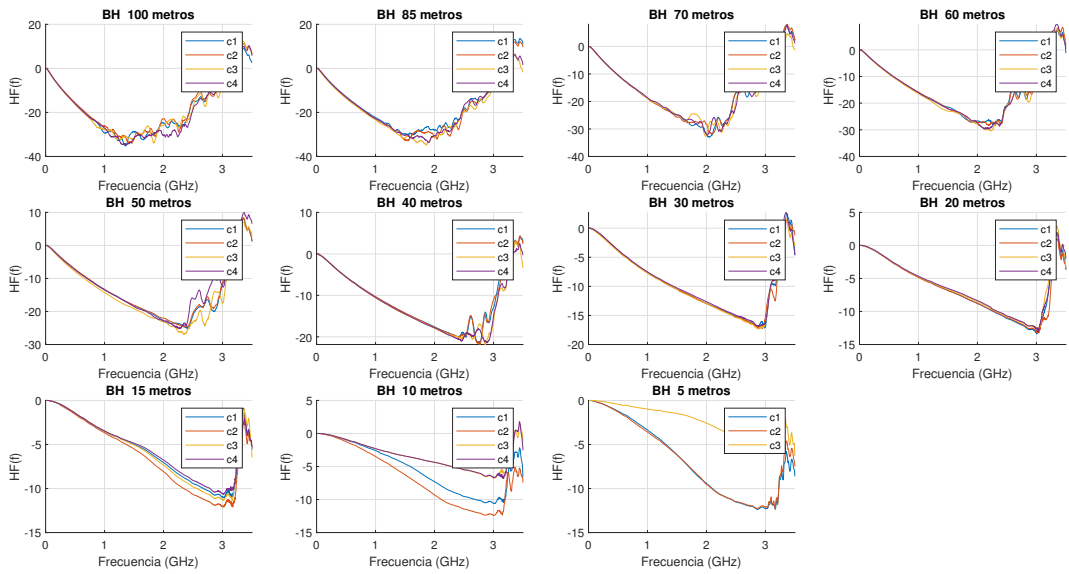 BH 100 metros
20
0
-20
-40
HF(f)
0
1
2
3
Frecuencia (GHz)
c1
c2
c3
c4
BH 85 metros
20
0
-20
-40
HF(f)
0
1
2
3
Frecuencia (GHz)
c1
c2
c3
c4
BH 70 metros
0
-10
-20
-30
-40
HF(f)
0
1
2
3
Frecuencia (GHz)
c1
c2
c3
c4
BH 60 metros
0
-10
-20
-30
-40
HF(f)
0
1
2
3
Frecuencia (GHz)
c1
c2
c3
c4
BH 50 metros
10
0
-10
-20
-30
HF(f)
0
1
2
3
Frecuencia (GHz)
c1
c2
c3
c4
BH 40 metros
10
0
-10
-20
HF(f)
0
1
2
3
Frecuencia (GHz)
c1
c2
c3
c4
BH 30 metros
0
-5
-10
-15
-20
HF(f)
0
1
2
3
Frecuencia (GHz)
c1
c2
c3
c4
BH 20 metros
5
0
-5
-10
-15
HF(f)
0
1
2
3
Frecuencia (GHz)
c1
c2
c3
c4
BH 15 metros
0
-5
-10
-15
HF(f)
0
1
2
3
Frecuencia (GHz)
c1
c2
c3
c4
BH 10 metros
5
0
-5
-10
-15
HF(f)
0
1
2
3
Frecuencia (GHz)
c1
c2
c3
c4
BH 5 metros
0
-5
-10
-15
HF(f)
0
1
2
3
Frecuencia (GHz)
c1
c2
c3